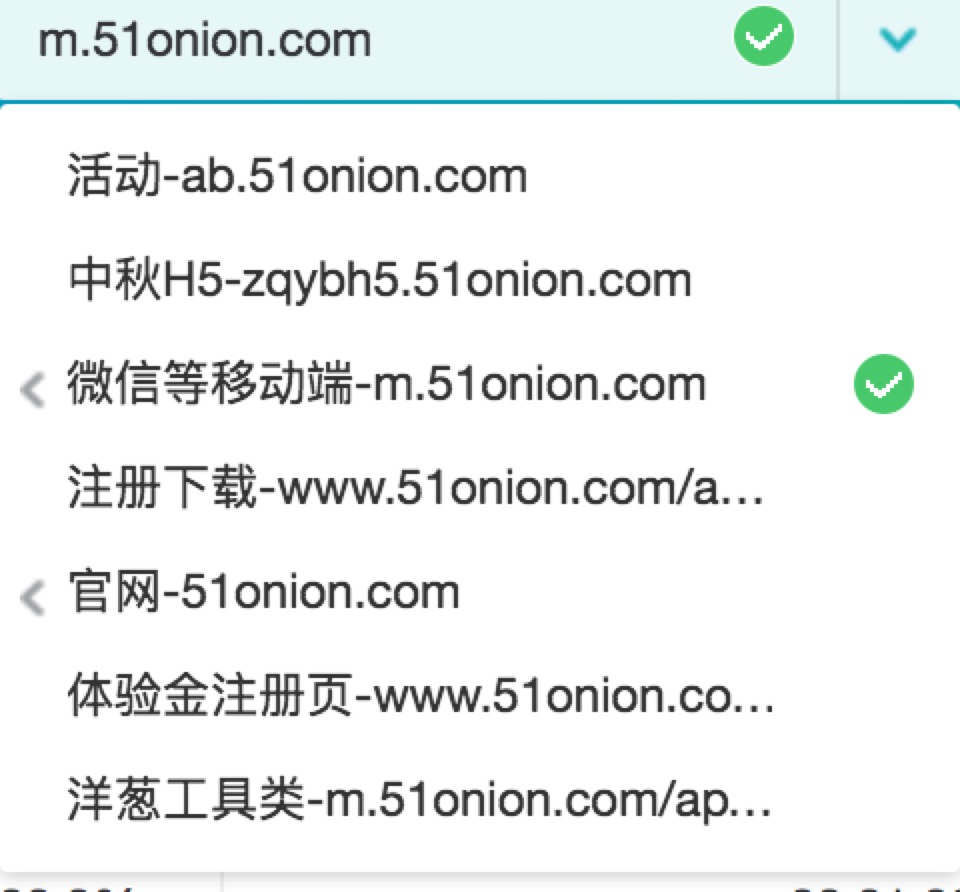 m.51onion.com
活动-ab.51onion.com
中秋H5-zqybh5.51onion.com
微信等移动端-m.51onion.com
注册下载-www.51onion.com/a...
官网-51onion.com
体验金注册页-www.51onion.co...
洋葱工具类-m.51onion.com/ap...